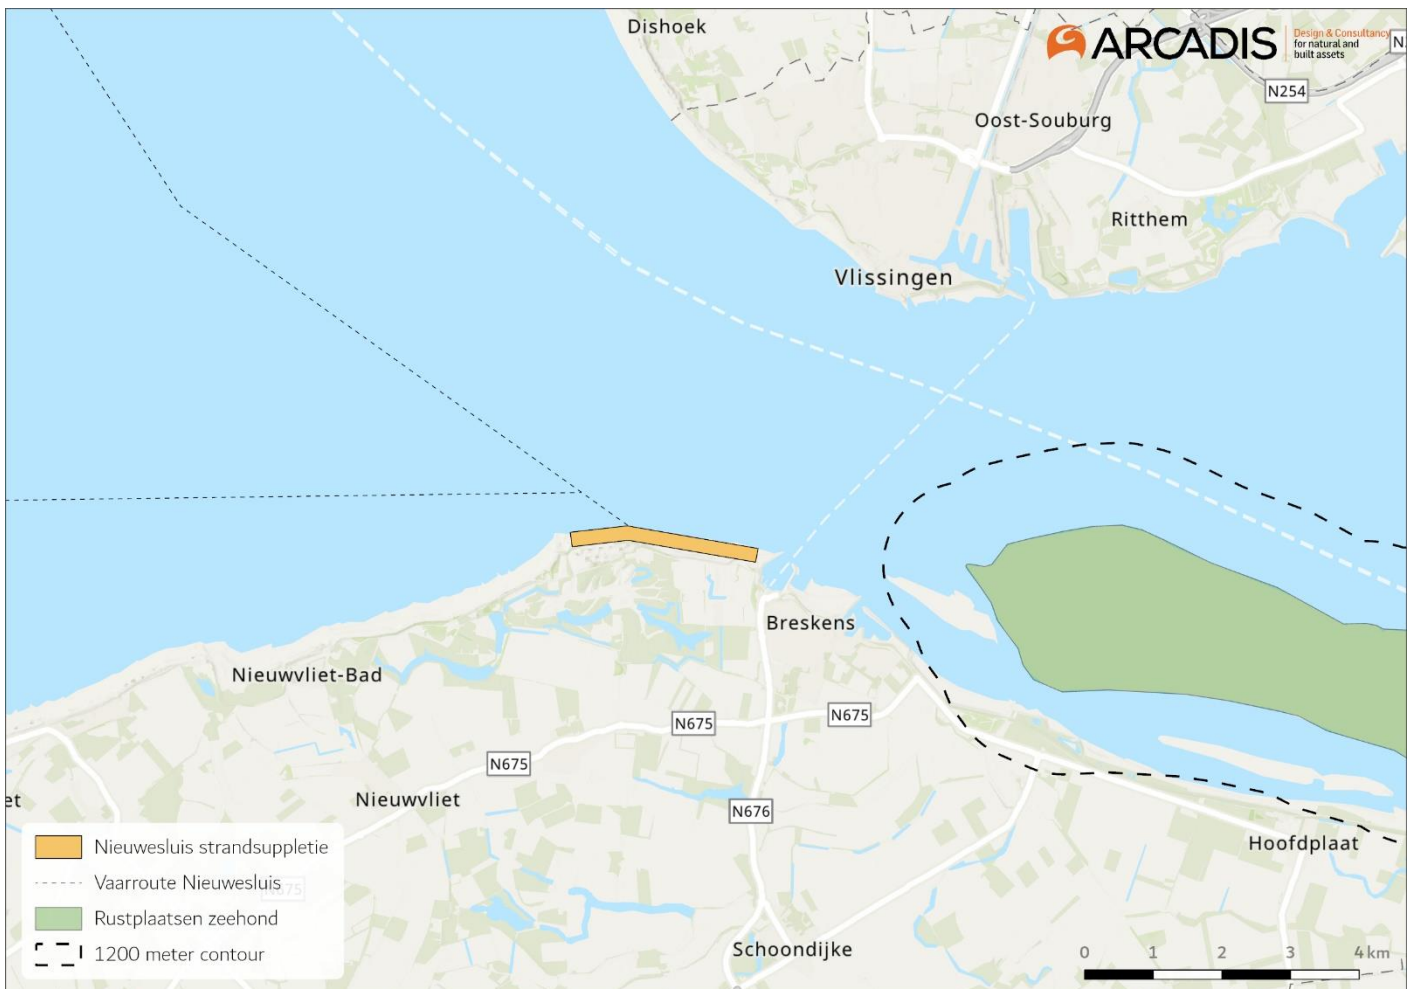 Dishoek
ARCADIS
Design & Consultancy
for natural and
built assets
N254
Oost-Souburg
Ritthem
Vlissingen
Breskens
Nieuwvliet-Bad
N675
N675
N675
Nieuwvliet
et
N676
Hoofdplaat
Schoondijke
Nieuwesluis strandsuppletie
Vaarroute Nieuwesluis
N675
Rustplaatsen zeehond
1200 meter contour
0 1 2 3 4 km